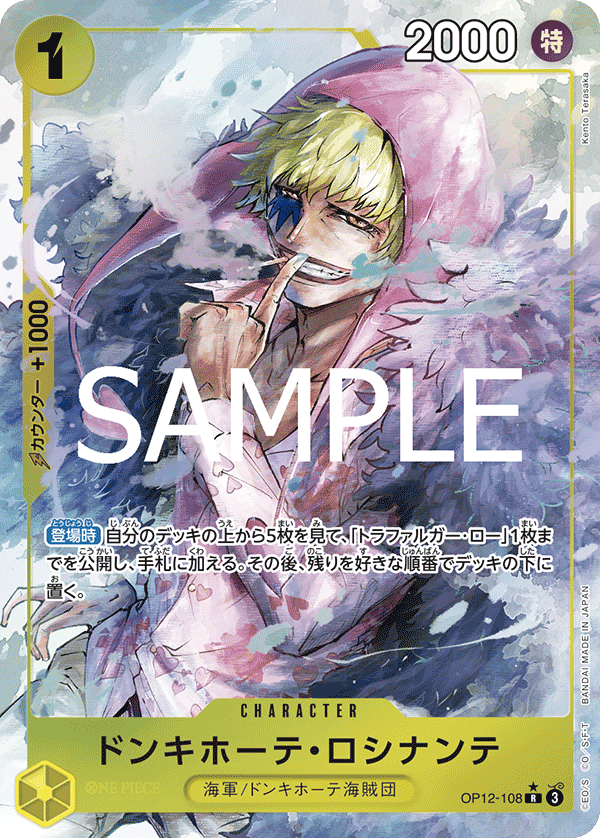 1
2000 特
Kento Terasaka
カウンター +1000
SAMPLE
登場時 自分のデッキの上から5枚を見て、「トラファルガー・ロー」1枚ま
でを公開し、手札に加える。その後、残りを好きな順番でデッキの下に
置く。
CHARACTER
ドンキホーテ・ロシナンテ
ONE PIECE
海軍/ドンキホーテ海賊団
OP12-108 R 3
©EO/S ©O/S,F,T BANDAI MADE IN JAPAN